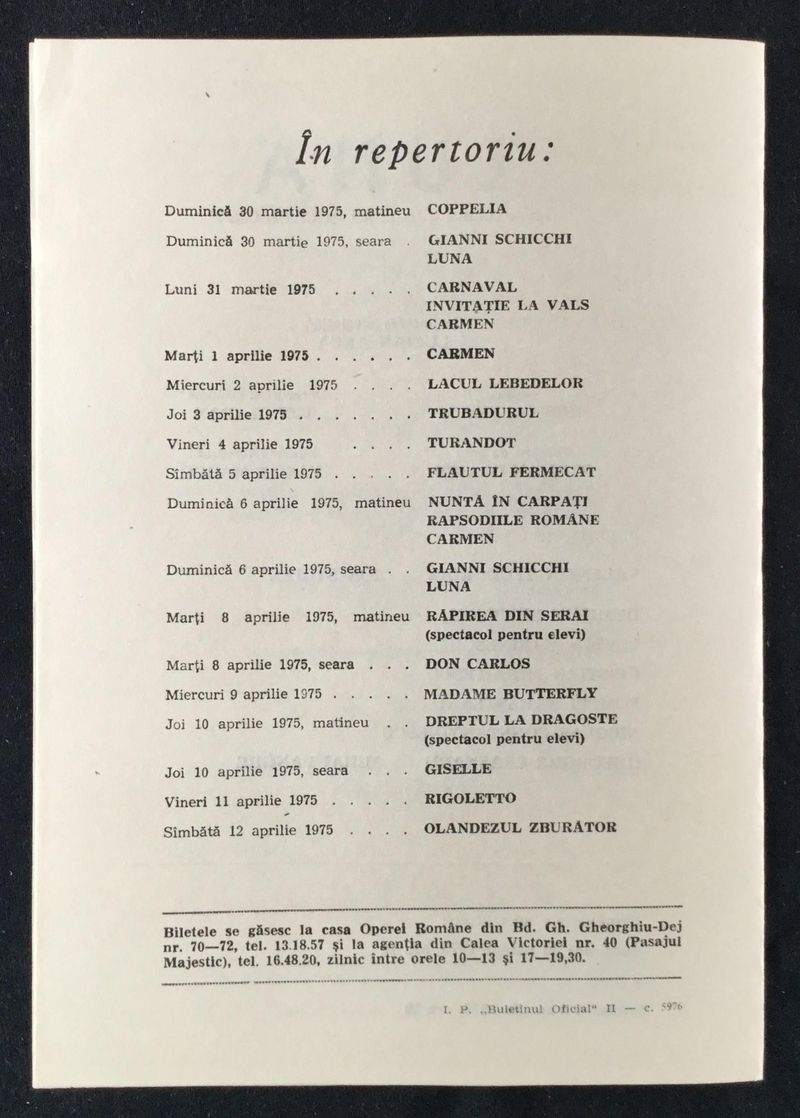 În repertoriu:
Duminică 30 martie 1975, matineu COPPELIA
Duminică 30 martie 1975, seara . GIANNI SCHICCHI
LUNA
Luni 31 martie 1975 . . . . . CARNAVAL
INVITAȚIE LA VALS
CARMEN
Marți 1 aprilie 1975 . . . . . . CARMEN
Miercuri 2 aprilie 1975 . . . . LACUL LEBEDELOR
Joi 3 aprilie 1975 . . . . . . . TRUBADURUL
Vineri 4 aprilie 1975 . . . . TURANDOT
Sîmbătă 5 aprilie 1975 . . . . . FLAUTUL FERMECAT
Duminică 6 aprilie 1975, matineu NUNTĂ ÎN CARPAȚI
RAPSODIILE ROMÂNE
CARMEN
Duminică 6 aprilie 1975, seara . . GIANNI SCHICCHI
LUNA
Marți 8 aprilie 1975, matineu RĂPIREA DIN SERAI
(spectacol pentru elevi)
Marți 8 aprilie 1975, seara . . . DON CARLOS
Miercuri 9 aprilie 1975 . . . . . MADAME BUTTERFLY
Joi 10 aprilie 1975, matineu . . DREPTUL LA DRAGOSTE
(spectacol pentru elevi)
Joi 10 aprilie 1975, seara . . . GISELLE
Vineri 11 aprilie 1975 . . . . . RIGOLETTO
Sîmbătă 12 aprilie 1975 . . . . OLANDEZUL ZBURĂTOR
Biletele se găsesc la casa Operei Române din Bd. Gh. Gheorghiu-Dej
nr. 70—72, tel. 13.18.57 și la agenția din Calea Victoriei nr. 40 (Pasajul
Majestic), tel. 16.48.20, zilnic între orele 10—13 și 17—19,30.
I. P. „Buletinul Oficial“ II — c. 5976